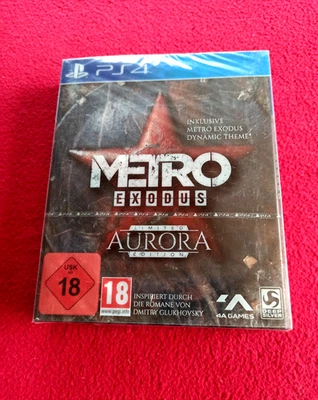 PS4
INKLUSIVE
METRO EXODUS
DYNAMIC THEME*
METRO
EXODUS
LIMITED
AURORA
EDITION
USK
18
18
www.pegi.info
INSPIRIERT DURCH
DIE ROMANE VON
DMITRY GLUKHOVSKY
4A GAMES
DEEP
SILVER